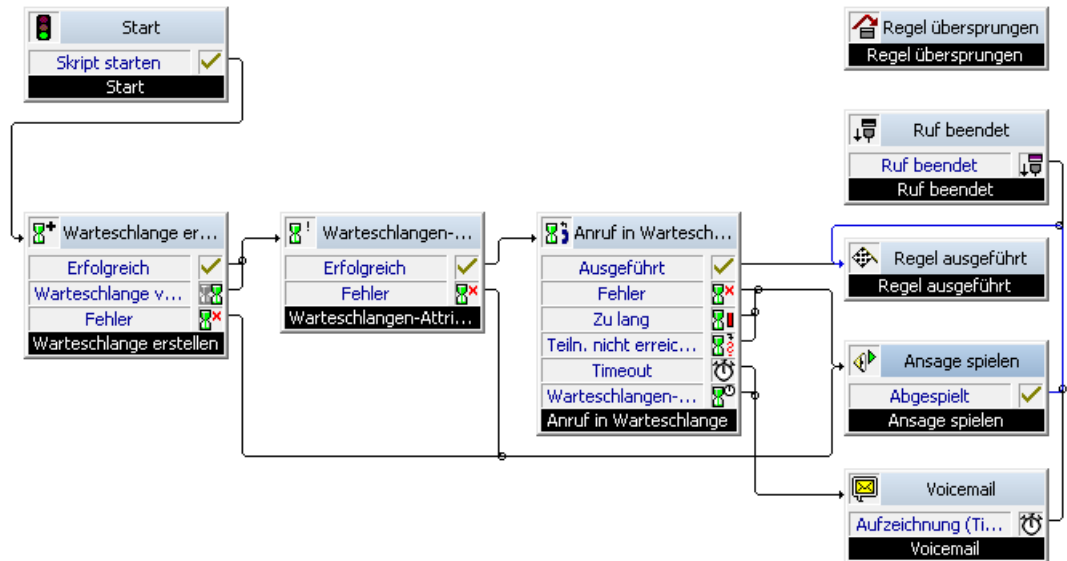 Start
Skript starten
Start
Regel übersprungen
Regel übersprungen
Ruf beendet
Ruf beendet
Ruf beendet
Warteschlange er...
Erfolgreich
Warteschlange v...
Fehler
Warteschlange erstellen
Warteschlangen-...
Erfolgreich
Fehler
Warteschlangen-Attri...
Anruf in Wartesch...
Ausgeführt
Fehler
Zu lang
Teiln. nicht erreic...
Timeout
Warteschlangen-...
Anruf in Warteschlange
Regel ausgeführt
Regel ausgeführt
Ansage spielen
Abgespielt
Ansage spielen
Voicemail
Aufzeichnung (Ti...
Voicemail